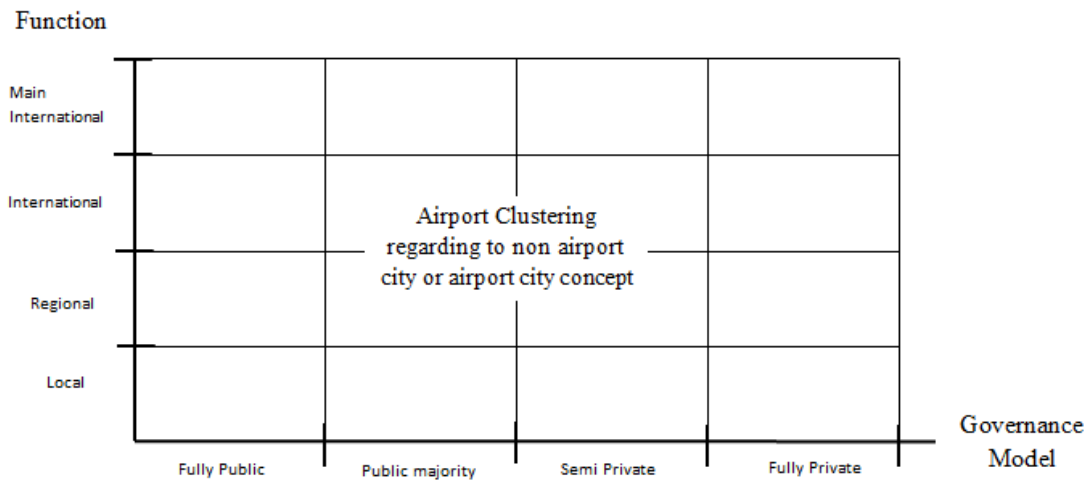 Function
Main
International
International
Airport Clustering
regarding to non airport
city or airport city concept
Regional
Local
Governance
Model
Fully Public
Public majority
Semi Private
Fully Private